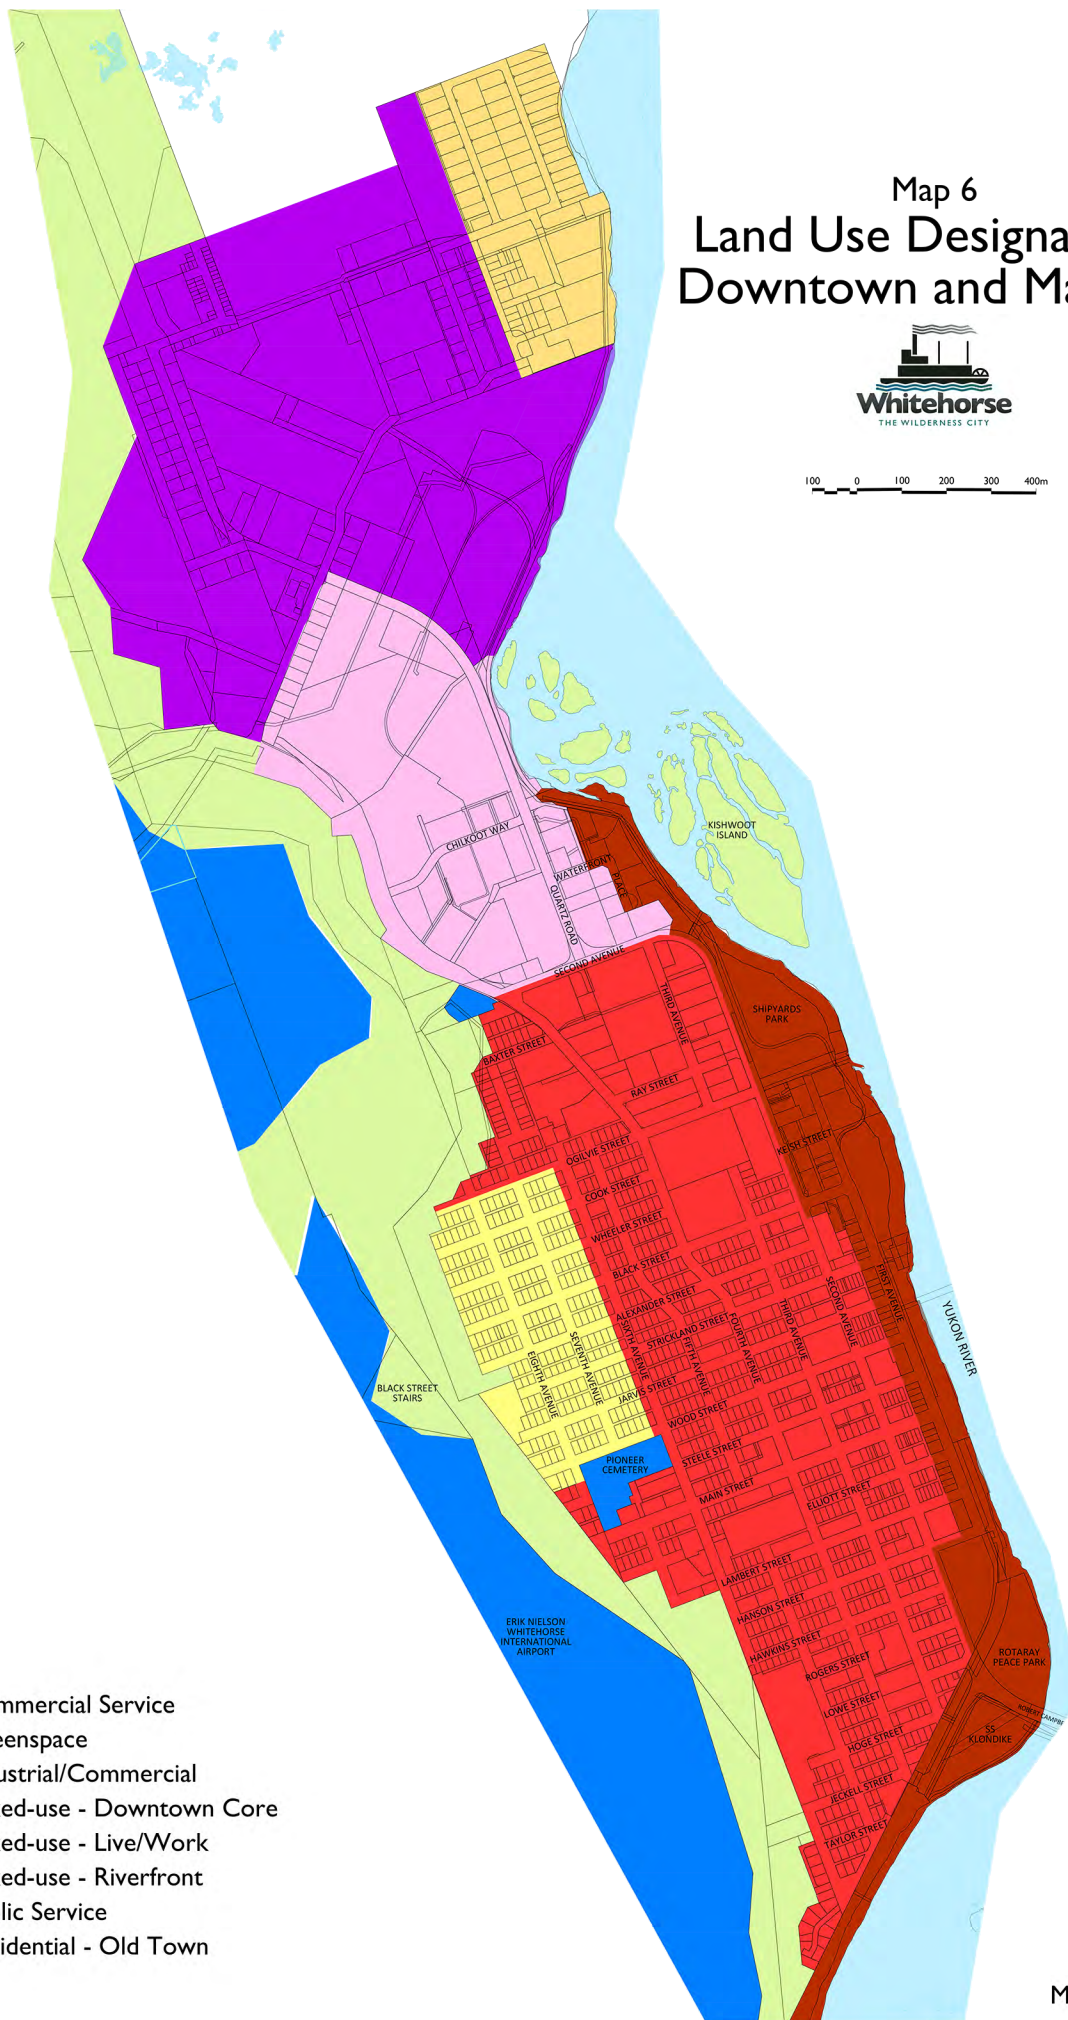 Map 6
Land Use Designa
Downtown and Ma
Whitehorse
THE WILDERNESS CITY
100 0 100 200 300 400m
KISHWOOT
ISLAND
CHILKOOT WAY
WATERFRONT
PLACE
QUARTZ ROAD
SECOND AVENUE
THIRD AVENUE
SHIPYARDS
PARK
BAXTER STREET
RAY STREET
KEISH STREET
OGILVIE STREET
COOK STREET
WHEELER STREET
BLACK STREET
ALEXANDER STREET
STRICKLAND STREET
JARVIS STREET
WOOD STREET
STEELE STREET
MAIN STREET
ELLIOTT STREET
LAMBERT STREET
HANSON STREET
HAWKINS STREET
ROGERS STREET
LOWE STREET
HOGE STREET
JECKELL STREET
TAYLOR STREET
EIGHTH AVENUE
SEVENTH AVENUE
SIXTH AVENUE
FIFTH AVENUE
FOURTH AVENUE
THIRD AVENUE
SECOND AVENUE
FIRST AVENUE
YUKON RIVER
BLACK STREET
STAIRS
PIONEER
CEMETERY
ERIK NIELSON
WHITEHORSE
INTERNATIONAL
AIRPORT
ROTARAY
PEACE PARK
ROBERT CAMPBE
SS
KLONDIKE
mmercial Service
eenspace
ustrial/Commercial
ed-use - Downtown Core
ed-use - Live/Work
ed-use - Riverfront
lic Service
idential - Old Town
M